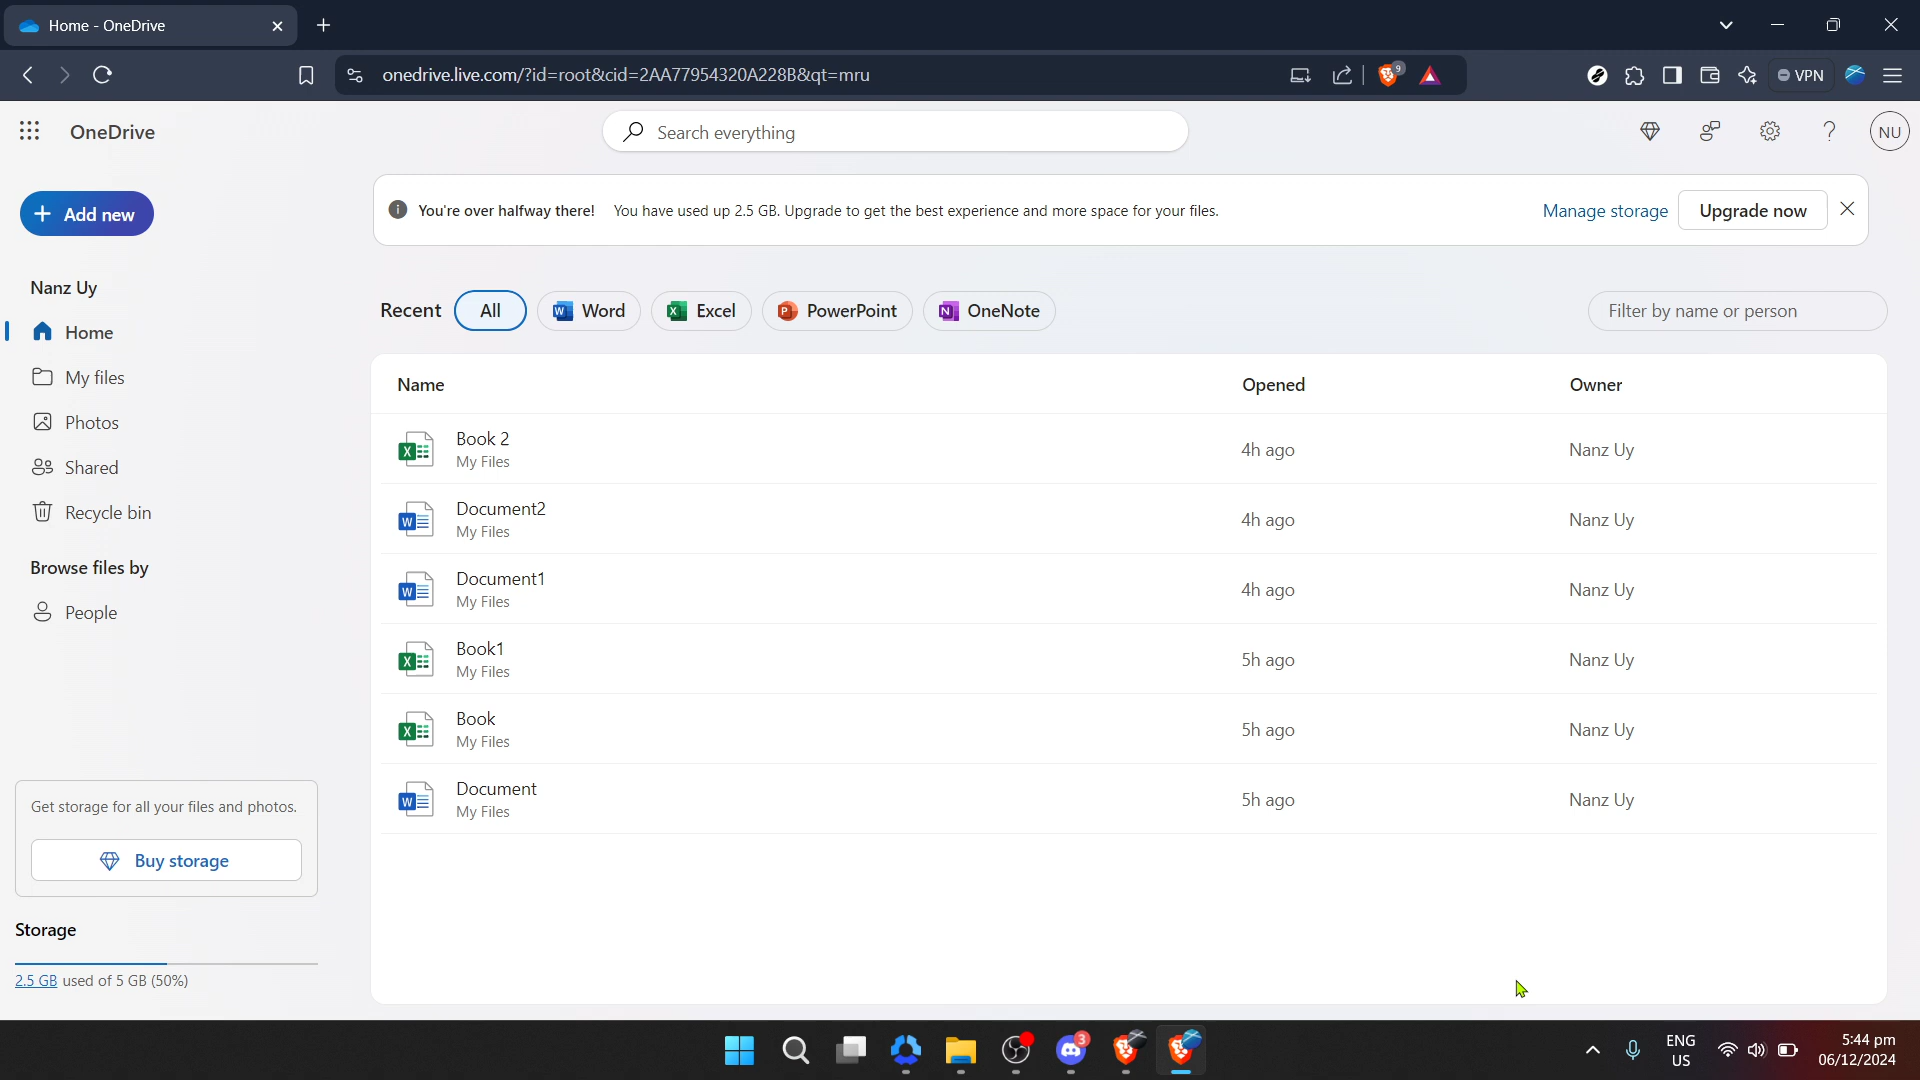 Home - OneDrive
onedrive.live.com/?id=root&cid=2AA77954320A228B&qt=mru
9
VPN
OneDrive
Search everything
NU
Add new
You're over halfway there! You have used up 2.5 GB. Upgrade to get the best experience and more space for your files.
Manage storage
Upgrade now
Nanz Uy
Home
My files
Photos
Shared
Recycle bin
Browse files by
People
Recent
All
Word
Excel
PowerPoint
OneNote
Filter by name or person
Name Opened Owner
Book 2
My Files
4h ago
Nanz Uy
Document2
My Files
4h ago
Nanz Uy
Document1
My Files
4h ago
Nanz Uy
Book1
My Files
5h ago
Nanz Uy
Book
My Files
5h ago
Nanz Uy
Document
My Files
5h ago
Nanz Uy
Get storage for all your files and photos.
Buy storage
Storage
2.5 GB used of 5 GB (50%)
3
ENG
US
5:44 pm
06/12/2024